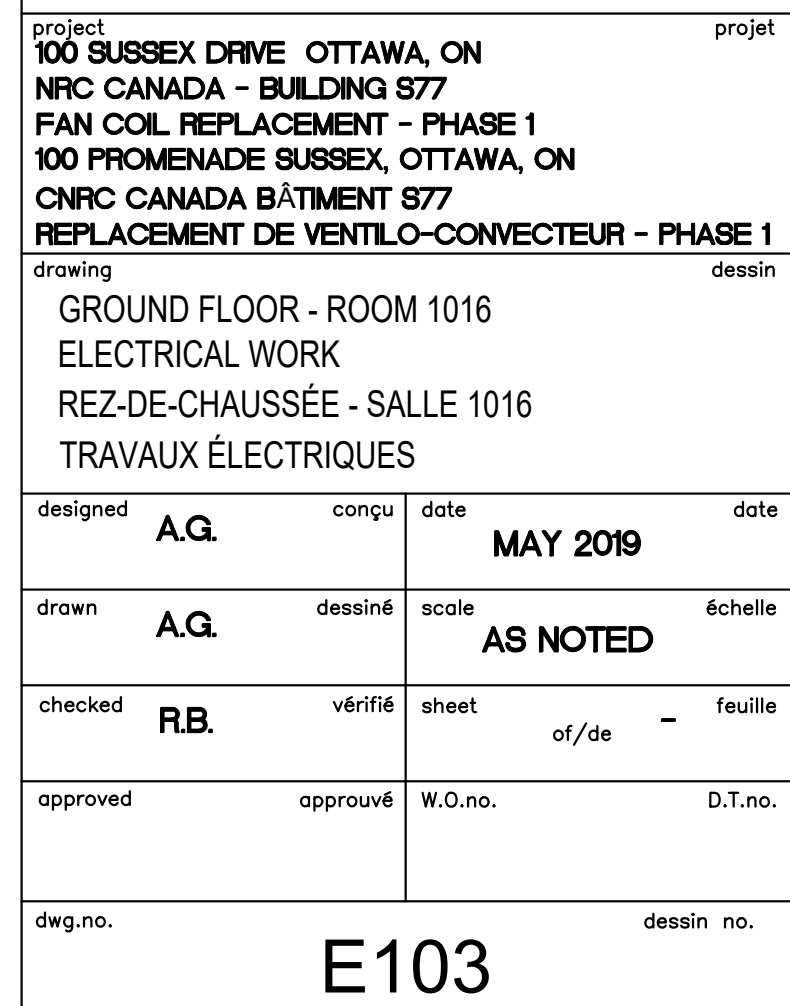 project projet
100 SUSSEX DRIVE OTTAWA, ON
NRC CANADA - BUILDING S77
FAN COIL REPLACEMENT - PHASE 1
100 PROMENADE SUSSEX, OTTAWA, ON
CNRC CANADA BÂTIMENT S77
REPLACEMENT DE VENTILO-CONVECTEUR - PHASE 1
drawing dessin
GROUND FLOOR - ROOM 1016
ELECTRICAL WORK
REZ-DE-CHAUSSÉE - SALLE 1016
TRAVAUX ÉLECTRIQUES
designed conçu
A.G.
date date
MAY 2019
drawn dessiné
A.G.
scale échelle
AS NOTED
checked vérifié
R.B.
sheet feuille
of/de -
approved approuvé
W.O.no. D.T.no.
dwg.no. dessin no.
E103